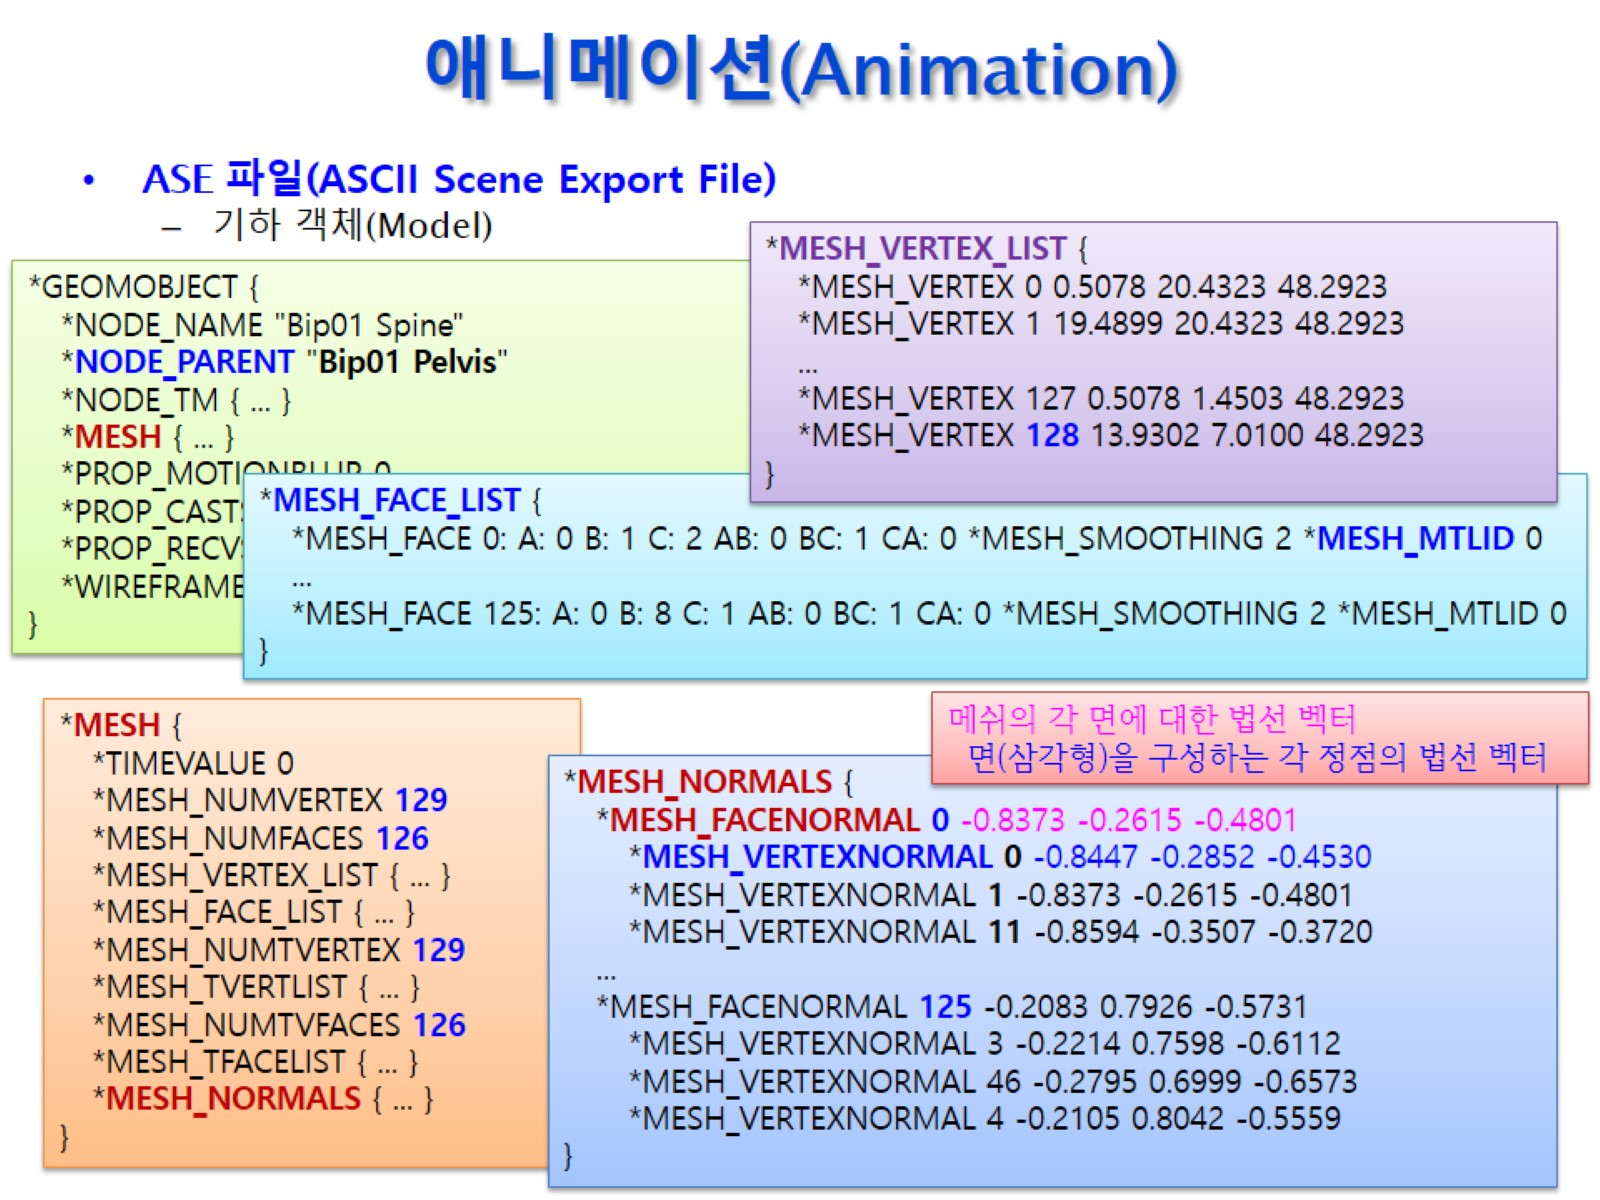 애니메이션(Animation)
• ASE 파일(ASCII Scene Export File)
– 기하 객체(Model)
*GEOMOBJECT {
*NODE_NAME "Bip01 Spine"
*NODE_PARENT "Bip01 Pelvis"
*NODE_TM { ... }
*MESH { ... }
*PROP_MOTIONBLUR 0
*PROP_CASTS
*PROP_RECVS
*WIREFRAME
}
*MESH_VERTEX_LIST {
*MESH_VERTEX 0 0.5078 20.4323 48.2923
*MESH_VERTEX 1 19.4899 20.4323 48.2923
...
*MESH_VERTEX 127 0.5078 1.4503 48.2923
*MESH_VERTEX 128 13.9302 7.0100 48.2923
}
*MESH_FACE_LIST {
*MESH_FACE 0: A: 0 B: 1 C: 2 AB: 0 BC: 1 CA: 0 *MESH_SMOOTHING 2 *MESH_MTLID 0
...
*MESH_FACE 125: A: 0 B: 8 C: 1 AB: 0 BC: 1 CA: 0 *MESH_SMOOTHING 2 *MESH_MTLID 0
}
*MESH {
*TIMEVALUE 0
*MESH_NUMVERTEX 129
*MESH_NUMFACES 126
*MESH_VERTEX_LIST { ... }
*MESH_FACE_LIST { ... }
*MESH_NUMTVERTEX 129
*MESH_TVERTLIST { ... }
*MESH_NUMTVFACES 126
*MESH_TFACELIST { ... }
*MESH_NORMALS { ... }
}
메쉬의 각 면에 대한 법선 벡터
면(삼각형)을 구성하는 각 정점의 법선 벡터
*MESH_NORMALS {
*MESH_FACENORMAL 0 -0.8373 -0.2615 -0.4801
*MESH_VERTEXNORMAL 0 -0.8447 -0.2852 -0.4530
*MESH_VERTEXNORMAL 1 -0.8373 -0.2615 -0.4801
*MESH_VERTEXNORMAL 11 -0.8594 -0.3507 -0.3720
...
*MESH_FACENORMAL 125 -0.2083 0.7926 -0.5731
*MESH_VERTEXNORMAL 3 -0.2214 0.7598 -0.6112
*MESH_VERTEXNORMAL 46 -0.2795 0.6999 -0.6573
*MESH_VERTEXNORMAL 4 -0.2105 0.8042 -0.5559
}